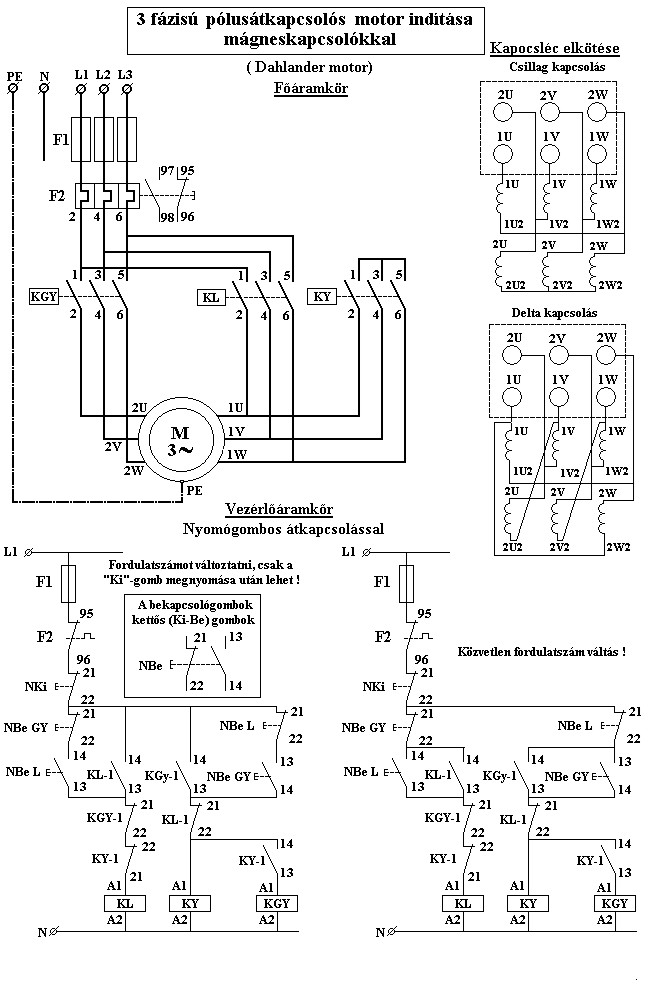 3 fázisú pólusátkapcsolós motor indítása
mágneskapcsolókkal
( Dahlander motor)
Főáramkör
Kapocsléc elkötése
Csillag kapcsolás
PE N L1 L2 L3
F1
F2
97 95
98 96
2 4 6
2U 2V 2W
1U 1V 1W
1U 1V 1W
1U2 1V2 1W2
2U 2V 2W
2U2 2V2 2W2
KGY
1 3 5
2 4 6
KL
1 3 5
2 4 6
KY
1 3 5
2 4 6
Delta kapcsolás
2U 2V 2W
1U 1V 1W
1U 1V 1W
1U2 1V2 1W2
2U 2V 2W
2U2 2V2 2W2
2U
2V
2W
M
3~
1U
1V
1W
PE
Vezérlőáramkőr
Nyomógombos átkapcsolással
L1
F1
Fordulatszámot változtatni, csak a
"Ki"-gomb megnyomása után lehet !
A bekapcsológombok
kettős (Ki-Be) gombok
NBe
21 13
22 14
F2
95
96
NKi
21
22
NBe GY
21
22
NBe L
21
22
NBe L
14
13
KL-1
14
13
KGy-1
14
13
NBe GY
13
14
KGY-1
21
22
KL-1
21
22
KY-1
22
21
KY-1
14
13
A1 A1 A1
KL KY KGY
A2 A2 A2
N
L1
F1
F2
95
96
Közvetlen fordulatszám váltás !
NKi
21
22
NBe GY
21
22
NBe L
21
22
NBe L
14
13
KL-1
14
13
KGy-1
14
13
NBe GY
13
14
KGY-1
21
22
KL-1
21
22
KY-1
22
21
KY-1
14
13
A1 A1 A1
KL KY KGY
A2 A2 A2
N